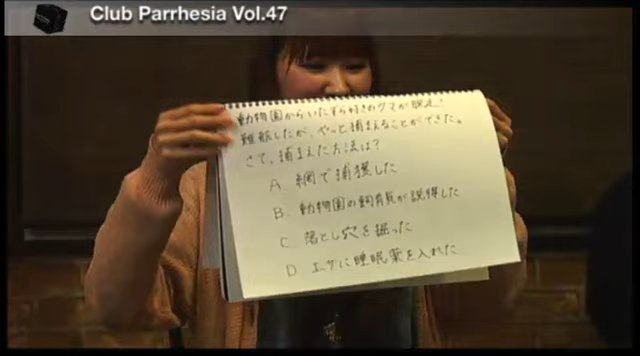 Club Parrhesia Vol.47
動物園からいたずら好きのクマが脱走!
難航したが、やっと捕まえることができた。
さて、捕まえた方法は?
A. 網で捕獲した
B. 動物園の飼育員が説得した
C. 落とし穴を掘った
D. エサに睡眠薬を入れた